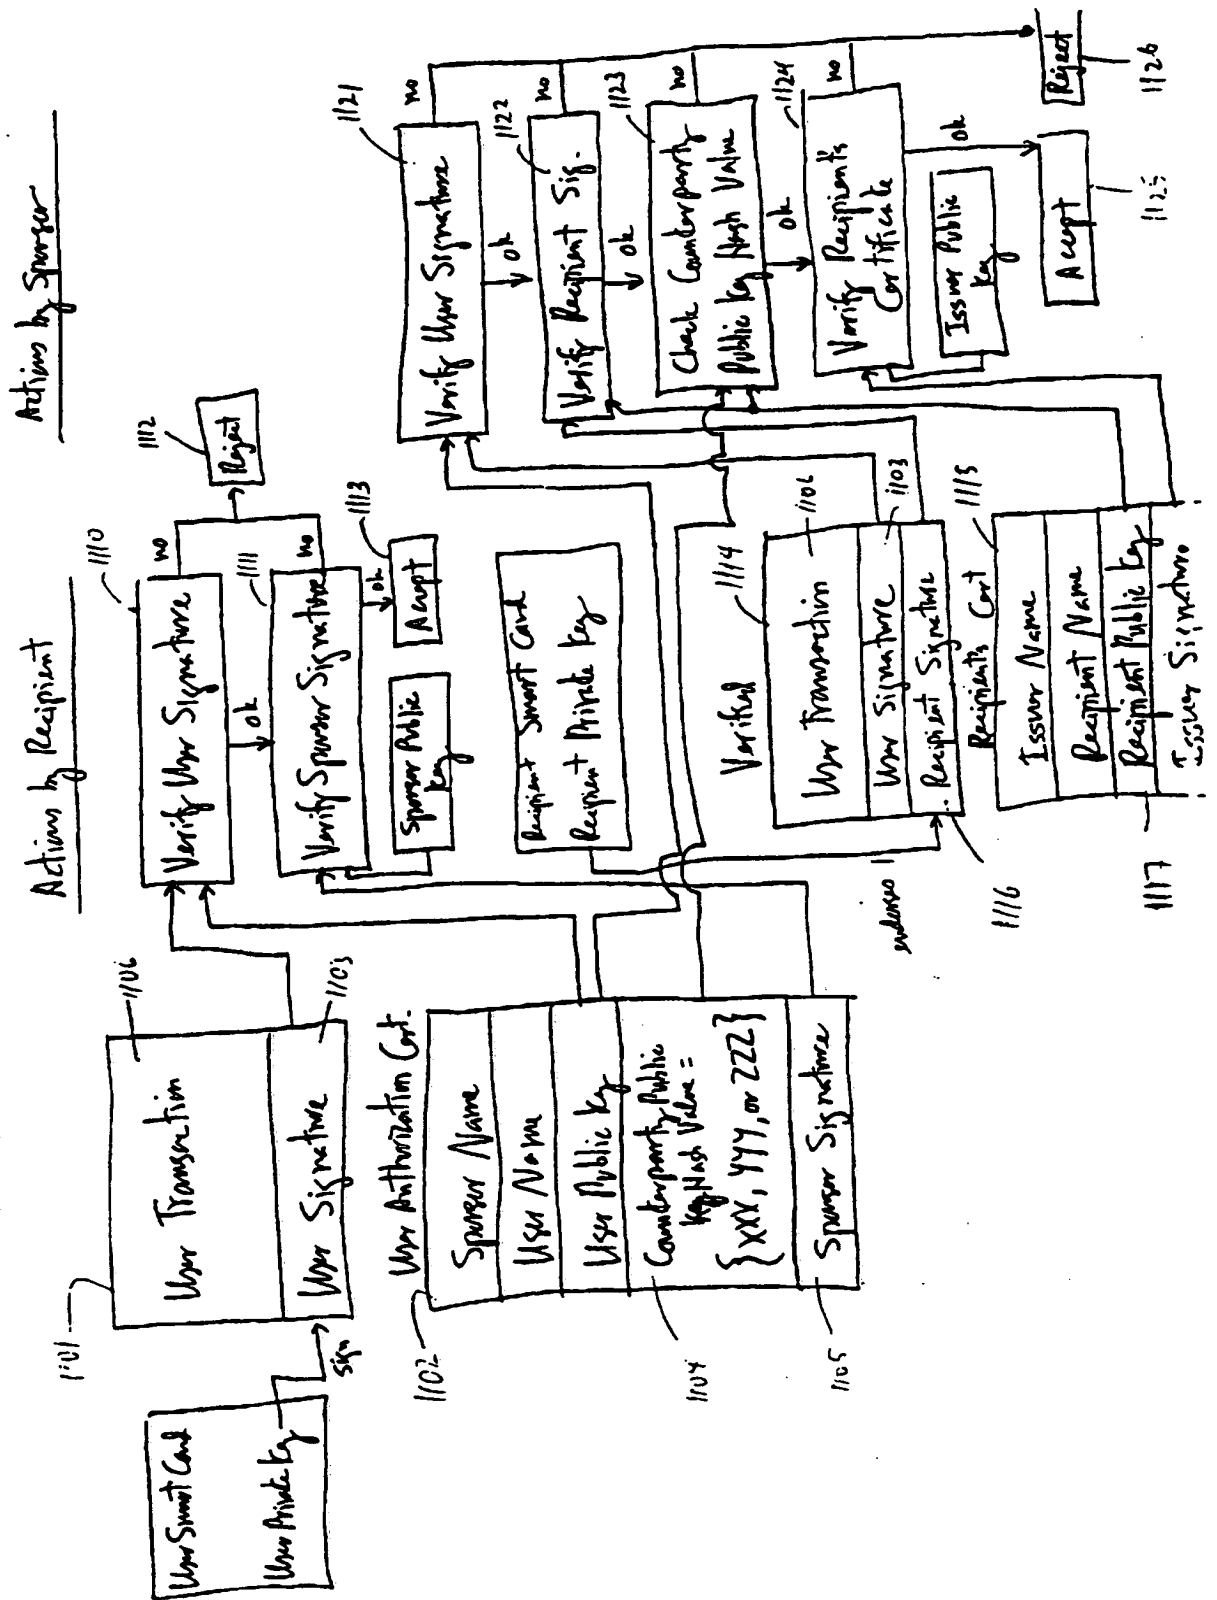 Actions by Recipient
Actions by Sponsor
User Smart Card
User Private Key
sign
1101
User Transaction
1106
User Signature
1103
User Authorization Cert.
1102
Sponsor Name
User Name
User Public Key
Counterparty Public
Key Hash Value =
{XXX, YYY, or ZZZ}
1104
Sponsor Signature
1105
1110
Verify User Signature
no
ok
1111
Verify Sponsor Signature
no
ok
1112
Reject
1113
Accept
Sponsor Public
Key
Recipient Smart Card
Recipient Private Key
endorse
Verified
1114
User Transaction
1106
User Signature
1103
Recipient Signature
1116
Recipients Cert
1115
Issuer Name
Recipient Name
Recipient Public Key
1117
Issuer Signature
1121
Verify User Signature
no
ok
1122
Verify Recipient Sig.
no
ok
1123
Check Counterparty
Public Key Hash Value
no
ok
1124
Verify Recipient's
Certificate
no
ok
Issuer Public
Key
Accept
1125
Reject
1126